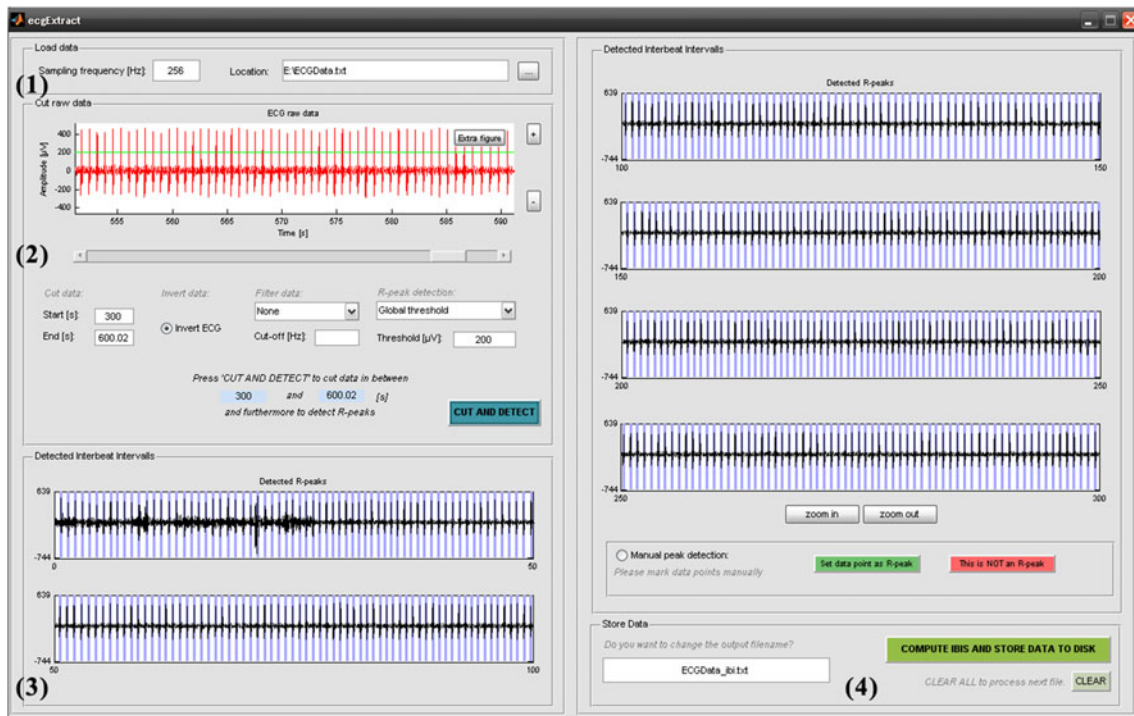 ecgExtract
Load data
(1)
Sampling frequency [Hz]: 256 Location: E:\ECGData.txt ...
Cut raw data
ECG raw data
Extra figure
+
-
Amplitude [µV]
400
200
0
-200
-400
555 560 565 570 575 580 585 590
Time [s]
(2)
Cut data: Invert data: Filter data: R-peak detection:
Start [s]: 300 Invert ECG None Global threshold
End [s]: 600.02 Cut-off [Hz]: Threshold [µV]: 200
Press 'CUT AND DETECT' to cut data in between
300 and 600.02 [s]
and furthermore to detect R-peaks
CUT AND DETECT
Detected Interbeat Intervalls
Detected R-peaks
639
-744
0 50
639
-744
50 100
(3)
Detected Interbeat Intervalls
Detected R-peaks
639
-744
100 150
639
-744
150 200
639
-744
200 250
639
-744
250 300
zoom in zoom out
Manual peak detection:
Please mark data points manually
Set data point as R-peak This is NOT an R-peak
Store Data
Do you want to change the output filename?
ECGData_ibi.txt
COMPUTE IBIS AND STORE DATA TO DISK
(4)
CLEAR ALL to process next file. CLEAR